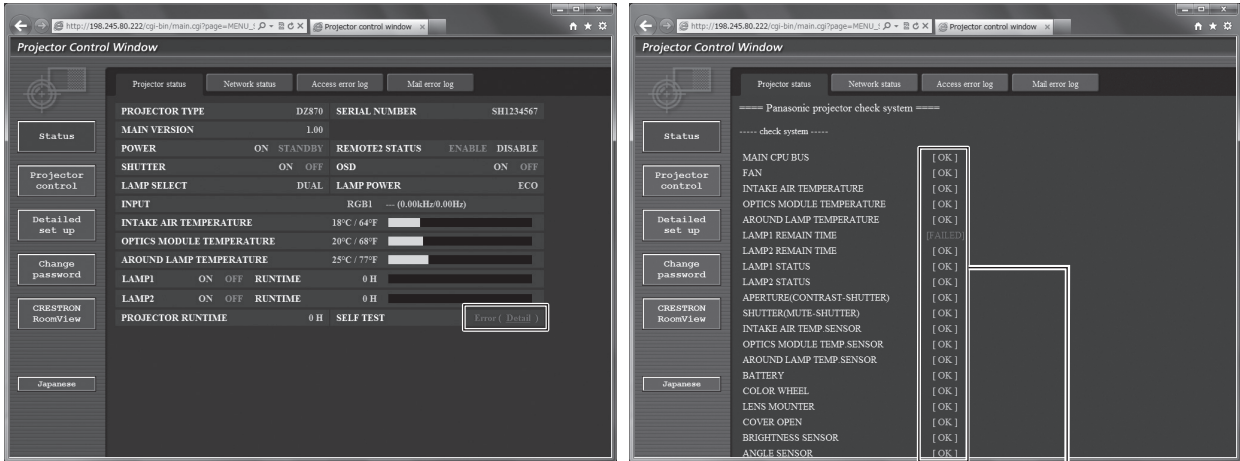 http://198.245.80.222/cgi-bin/main.cgi?page=MENU_S
Projector control window
Projector Control Window
Projector status
Network status
Access error log
Mail error log
Status
Projector control
Detailed set up
Change password
CRESTRON RoomView
Japanese
PROJECTOR TYPE DZ870 SERIAL NUMBER SH1234567
MAIN VERSION 1.00
POWER ON STANDBY REMOTE2 STATUS ENABLE DISABLE
SHUTTER ON OFF OSD ON OFF
LAMP SELECT DUAL LAMP POWER ECO
INPUT RGB1 --- (0.00kHz/0.00Hz)
INTAKE AIR TEMPERATURE 18°C / 64°F
OPTICS MODULE TEMPERATURE 20°C / 68°F
AROUND LAMP TEMPERATURE 25°C / 77°F
LAMP1 ON OFF RUNTIME 0 H
LAMP2 ON OFF RUNTIME 0 H
PROJECTOR RUNTIME 0 H SELF TEST Error ( Detail )
http://198.245.80.222/cgi-bin/main.cgi?page=MENU_S
Projector control window
Projector Control Window
Projector status
Network status
Access error log
Mail error log
Status
Projector control
Detailed set up
Change password
CRESTRON RoomView
Japanese
==== Panasonic projector check system ====
----- check system -----
MAIN CPU BUS [ OK ]
FAN [ OK ]
INTAKE AIR TEMPERATURE [ OK ]
OPTICS MODULE TEMPERATURE [ OK ]
AROUND LAMP TEMPERATURE [ OK ]
LAMP1 REMAIN TIME [FAILED]
LAMP2 REMAIN TIME [ OK ]
LAMP1 STATUS [ OK ]
LAMP2 STATUS [ OK ]
APERTURE(CONTRAST-SHUTTER) [ OK ]
SHUTTER(MUTE-SHUTTER) [ OK ]
INTAKE AIR TEMP.SENSOR [ OK ]
OPTICS MODULE TEMP.SENSOR [ OK ]
AROUND LAMP TEMP.SENSOR [ OK ]
BATTERY [ OK ]
COLOR WHEEL [ OK ]
LENS MOUNTER [ OK ]
COVER OPEN [ OK ]
BRIGHTNESS SENSOR [ OK ]
ANGLE SENSOR [ OK ]